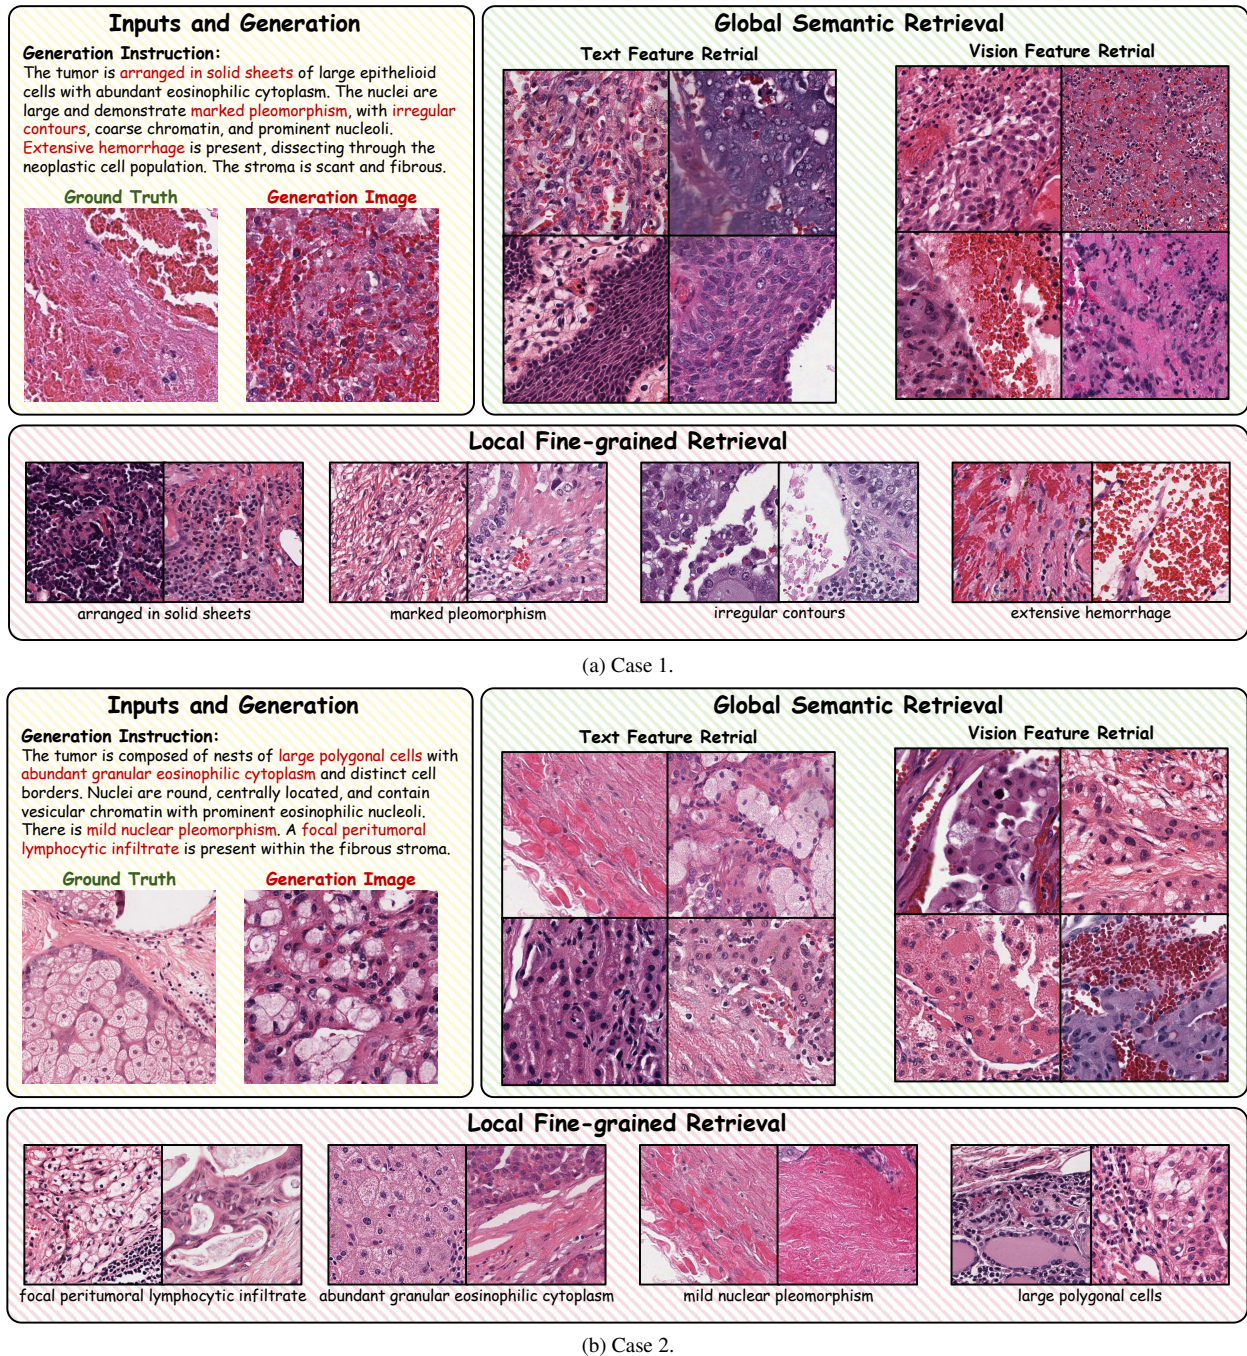 Inputs and Generation
Generation Instruction:
The tumor is arranged in solid sheets of large epithelioid
cells with abundant eosinophilic cytoplasm. The nuclei are
large and demonstrate marked pleomorphism, with irregular
contours, coarse chromatin, and prominent nucleoli.
Extensive hemorrhage is present, dissecting through the
neoplastic cell population. The stroma is scant and fibrous.
Ground Truth
Generation Image
Global Semantic Retrieval
Text Feature Retrial
Vision Feature Retrial
Local Fine-grained Retrieval
arranged in solid sheets
marked pleomorphism
irregular contours
extensive hemorrhage
(a) Case 1.
Inputs and Generation
Generation Instruction:
The tumor is composed of nests of large polygonal cells with
abundant granular eosinophilic cytoplasm and distinct cell
borders. Nuclei are round, centrally located, and contain
vesicular chromatin with prominent eosinophilic nucleoli.
There is mild nuclear pleomorphism. A focal peritumoral
lymphocytic infiltrate is present within the fibrous stroma.
Ground Truth
Generation Image
Global Semantic Retrieval
Text Feature Retrial
Vision Feature Retrial
Local Fine-grained Retrieval
focal peritumoral lymphocytic infiltrate
abundant granular eosinophilic cytoplasm
mild nuclear pleomorphism
large polygonal cells
(b) Case 2.